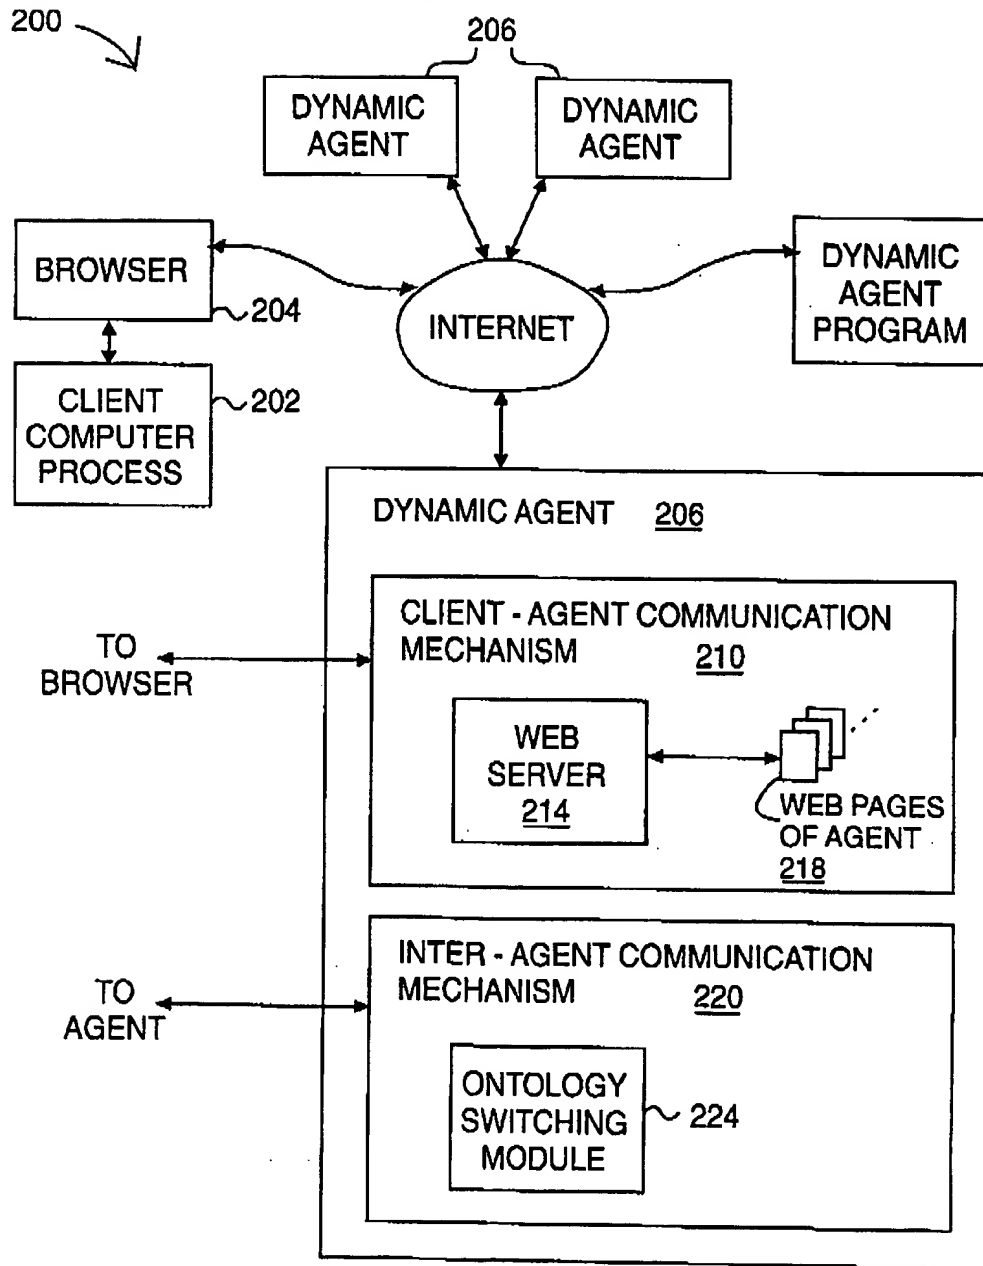 200
206
DYNAMIC
AGENT
DYNAMIC
AGENT
BROWSER
204
INTERNET
DYNAMIC
AGENT
PROGRAM
CLIENT
COMPUTER
PROCESS
202
DYNAMIC AGENT 206
CLIENT - AGENT COMMUNICATION
MECHANISM 210
TO
BROWSER
WEB
SERVER
214
WEB PAGES
OF AGENT
218
INTER - AGENT COMMUNICATION
MECHANISM 220
TO
AGENT
ONTOLOGY
SWITCHING
MODULE
224